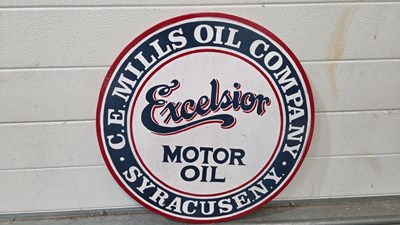 C.E. MILLS OIL COMPANY
Excelsior
MOTOR
OIL
· SYRACUSE.N.Y. ·